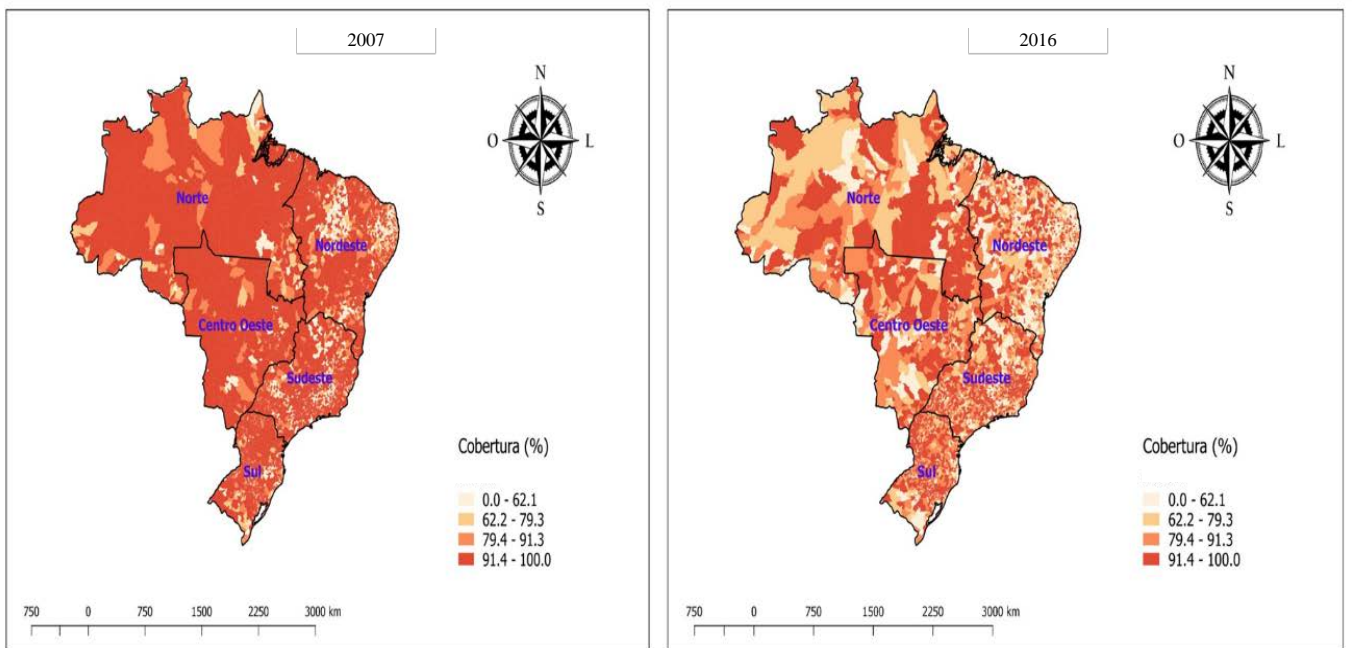 2007
N
O
L
S
Norte
Nordeste
Centro Oeste
Sudeste
Sul
Cobertura (%)
0.0 - 62.1
62.2 - 79.3
79.4 - 91.3
91.4 - 100.0
750 0 750 1500 2250 3000 km
2016
N
O
L
S
Norte
Nordeste
Centro Oeste
Sudeste
Sul
Cobertura (%)
0.0 - 62.1
62.2 - 79.3
79.4 - 91.3
91.4 - 100.0
750 0 750 1500 2250 3000 km